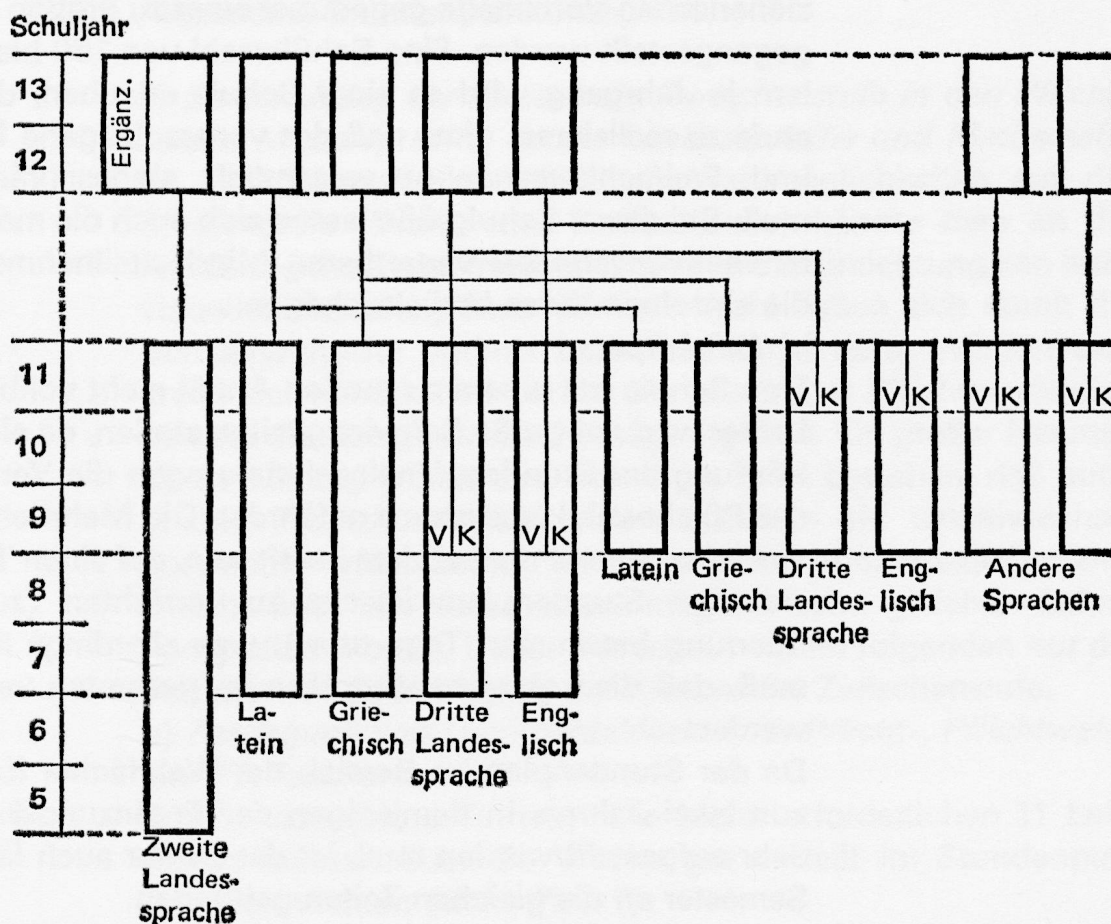 Schuljahr
13
12
Ergänz.
11
10
9
8
7
6
5
V K
V K
V K
V K
V K
V K
Latein
Grie-
chisch
Dritte
Landes-
sprache
Eng-
lisch
Andere
Sprachen
La-
tein
Grie-
chisch
Dritte
Landes-
sprache
Eng-
lisch
Zweite
Landes-
sprache